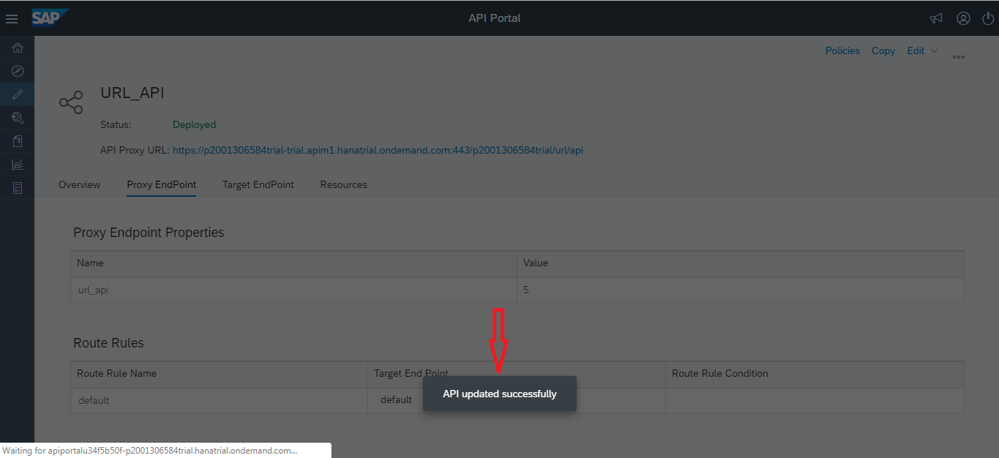 SAP
API Portal
Policies Copy Edit
URL_API
Status: Deployed
API Proxy URL: https://p2001306584trial-trial.apim1.hanatrial.ondemand.com:443/p2001306584trial/url/api
Overview Proxy EndPoint Target EndPoint Resources
Proxy Endpoint Properties
Name Value
url_api 5
Route Rules
Route Rule Name Target End Point Route Rule Condition
default default
API updated successfully
Waiting for apiportalu34f5b50f-p2001306584trial.hanatrial.ondemand.com...